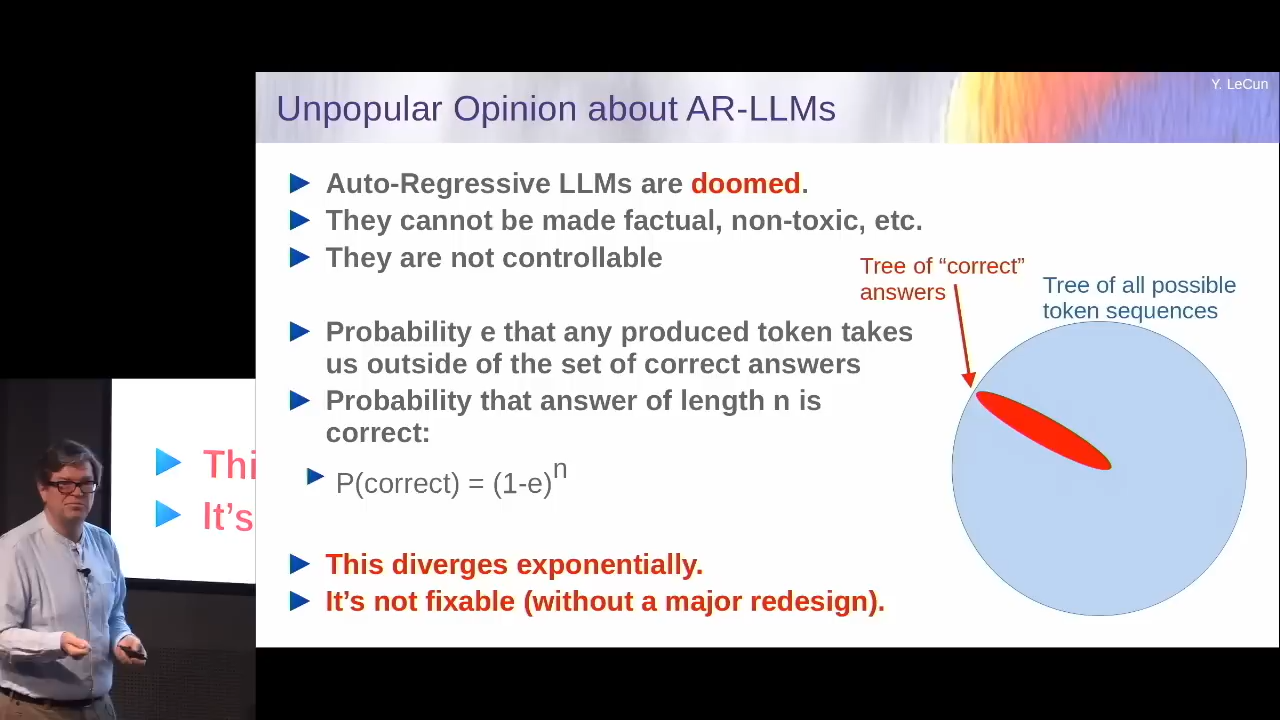 Y. LeCun
Unpopular Opinion about AR-LLMs
Auto-Regressive LLMs are doomed.
They cannot be made factual, non-toxic, etc.
They are not controllable
Tree of “correct”
answers
Tree of all possible
token sequences
Probability e that any produced token takes
us outside of the set of correct answers
Probability that answer of length n is
correct:
P(correct) = (1-e)^n
This diverges exponentially.
It’s not fixable (without a major redesign).
Thi
It’s